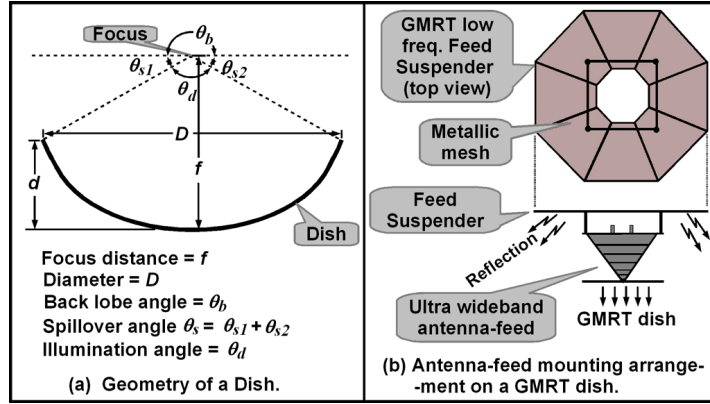 Focus
θb
θs1
θs2
θd
D
d
f
Dish
Focus distance = f
Diameter = D
Back lobe angle = θb
Spillover angle θs = θs1 + θs2
Illumination angle = θd
(a) Geometry of a Dish.
GMRT low
freq. Feed
Suspender
(top view)
Metallic
mesh
Feed
Suspender
Reflection
Ultra wideband
antenna-feed
GMRT dish
(b) Antenna-feed mounting arrange-
-ment on a GMRT dish.